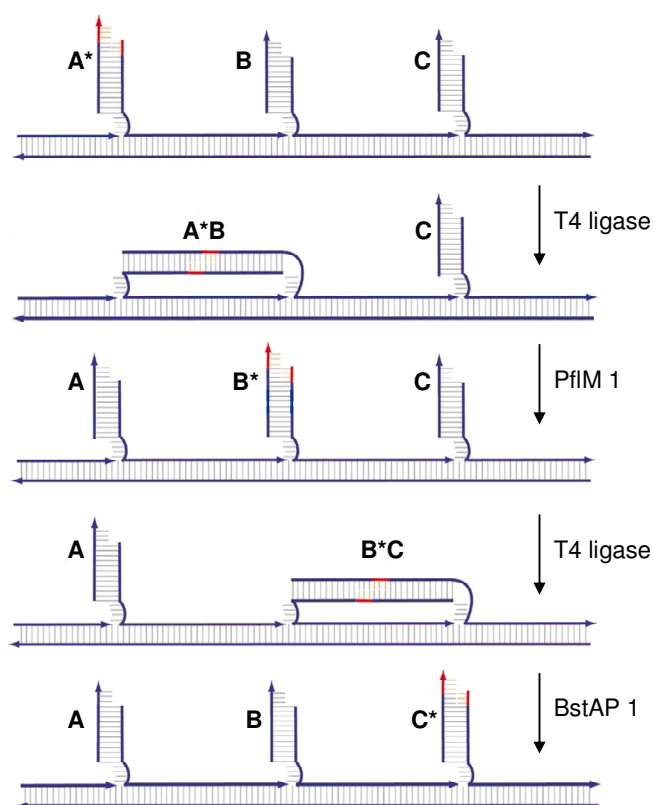 A* B C
A*B C T4 ligase
A B* C PflM 1
A B*C T4 ligase
A B C* BstAP 1